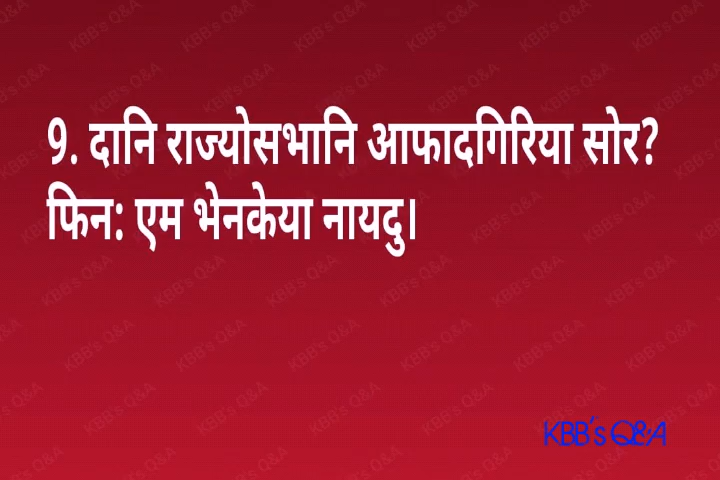 9. दानि राज्योसभानि आफादगिरिया सोर?
फिन: एम भेनकेया नायदु।
KBB's Q&A